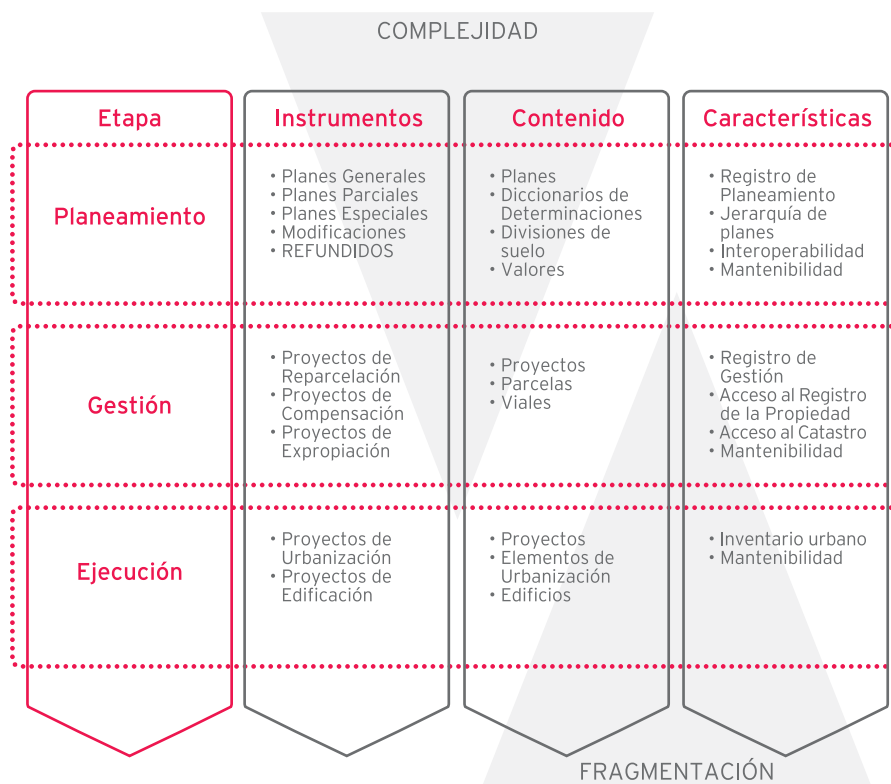 COMPLEJIDAD
Etapa
Instrumentos
Contenido
Características
Planeamiento
• Planes Generales
• Planes Parciales
• Planes Especiales
• Modificaciones
• REFUNDIDOS
• Planes
• Diccionarios de
Determinaciones
• Divisiones de
suelo
• Valores
• Registro de
Planeamiento
• Jerarquía de
planes
• Interoperabilidad
• Mantenibilidad
Gestión
• Proyectos de
Reparcelación
• Proyectos de
Compensación
• Proyectos de
Expropiación
• Proyectos
• Parcelas
• Viales
• Registro de
Gestión
• Acceso al Registro
de la Propiedad
• Acceso al Catastro
• Mantenibilidad
Ejecución
• Proyectos de
Urbanización
• Proyectos de
Edificación
• Proyectos
• Elementos de
Urbanización
• Edificios
• Inventario urbano
• Mantenibilidad
FRAGMENTACIÓN